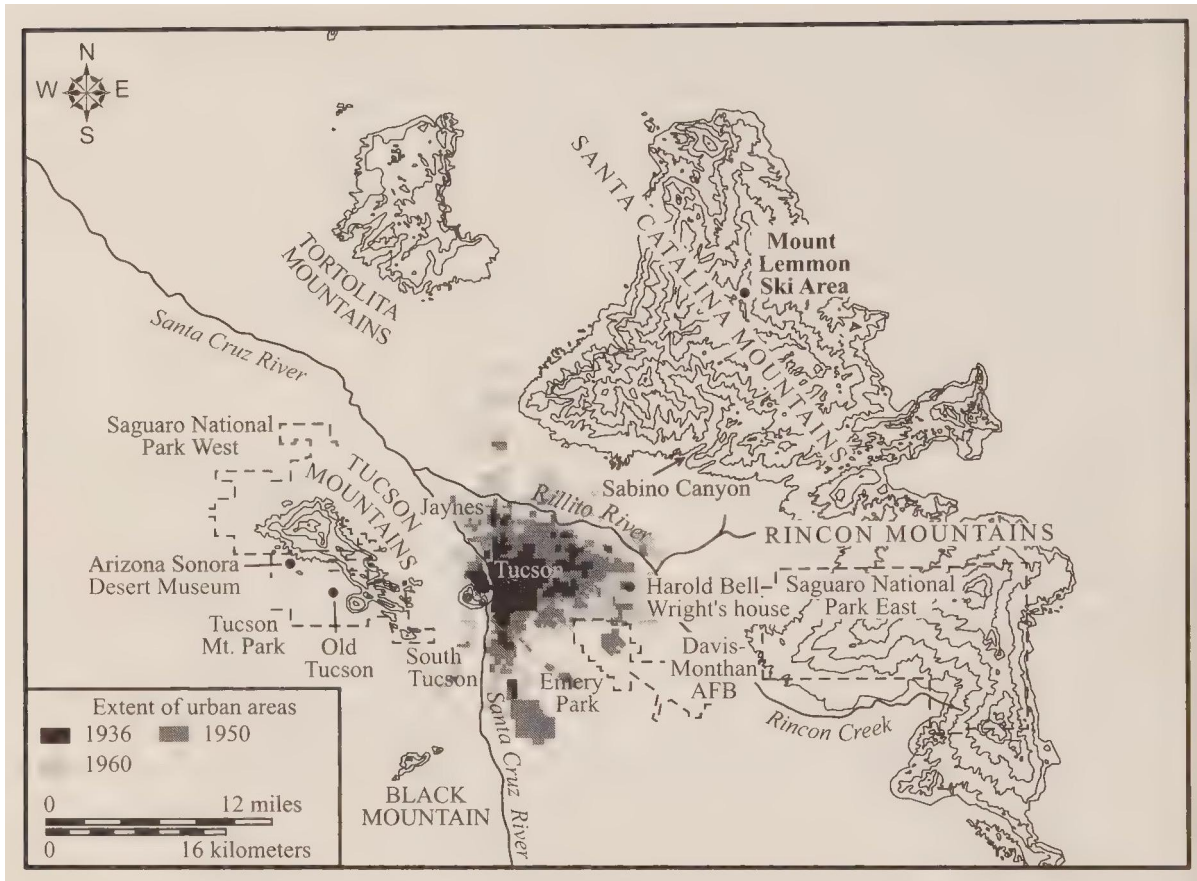 N
W E
S
SANTA CATALINA MOUNTAINS
Mount
Lemmon
Ski Area
TORTOLITA
MOUNTAINS
Santa Cruz River
Saguaro National
Park West
TUCSON
MOUNTAINS
Jaynes
Rillito River
Sabino Canyon
RINCON MOUNTAINS
Arizona Sonora
Desert Museum
Tucson
Harold Bell
Wright's house
Saguaro National
Park East
Tucson
Mt. Park
Old
Tucson
South
Tucson
Emery
Park
Davis-
Monthan
AFB
Rincon Creek
Santa Cruz River
BLACK
MOUNTAIN
Extent of urban areas
1936 1950
1960
0 12 miles
0 16 kilometers